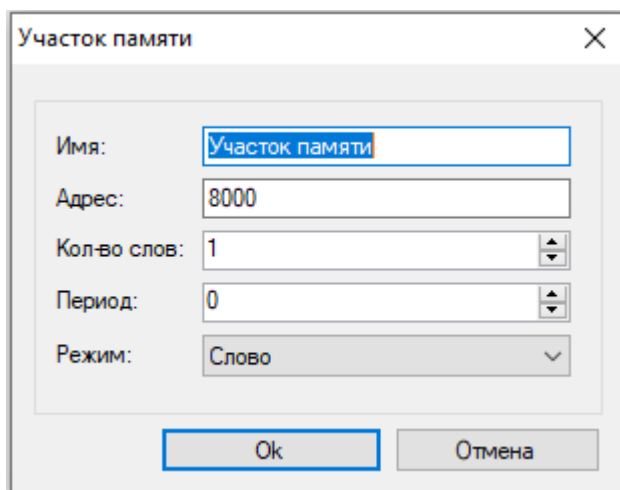 Участок памяти
Имя: Участок памяти
Адрес: 8000
Кол-во слов: 1
Период: 0
Режим: Слово
Ok Отмена